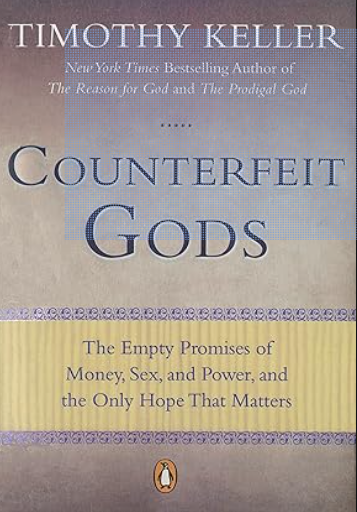 TIMOTHY KELLER
New York Times Bestselling Author of
The Reason for God and The Prodigal God
COUNTERFEIT
GODS
The Empty Promises of
Money, Sex, and Power, and
the Only Hope That Matters